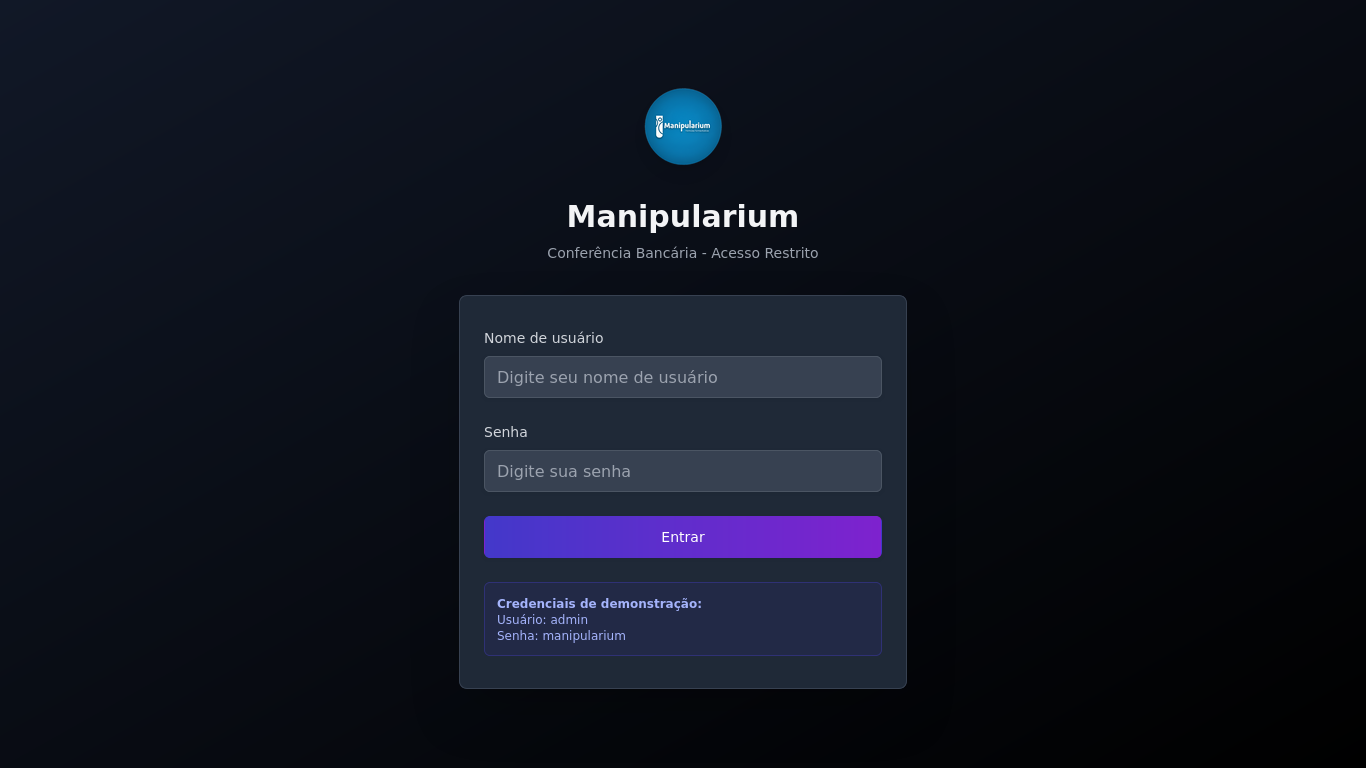 Manipularium
Manipularium
Conferência Bancária - Acesso Restrito
Nome de usuário
Digite seu nome de usuário
Senha
Digite sua senha
Entrar
Credenciais de demonstração:
Usuário: admin
Senha: manipularium